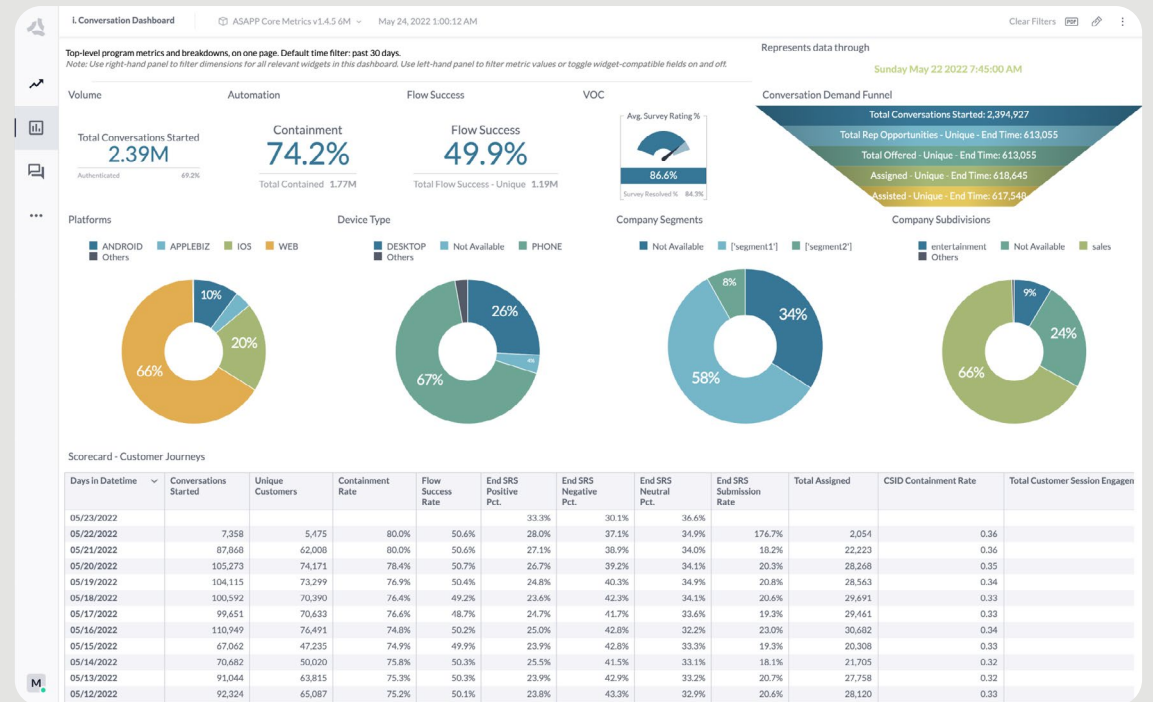 i. Conversation Dashboard
ASAPP Core Metrics v1.4.5 6M
May 24, 2022 1:00:12 AM
Clear Filters
PDF
Top-level program metrics and breakdowns, on one page. Default time filter: past 30 days.
Note: Use right-hand panel to filter dimensions for all relevant widgets in this dashboard. Use left-hand panel to filter metric values or toggle widget-compatible fields on and off.
Represents data through
Sunday May 22 2022 7:45:00 AM
Volume
Total Conversations Started
2.39M
Authenticated 69.2%
Automation
Containment
74.2%
Total Contained 1.77M
Flow Success
Flow Success
49.9%
Total Flow Success - Unique 1.19M
VOC
Avg. Survey Rating %
86.6%
Survey Resolved % 84.3%
Conversation Demand Funnel
Total Conversations Started: 2,394,927
Total Rep Opportunities - Unique - End Time: 613,055
Total Offered - Unique - End Time: 613,055
Assigned - Unique - End Time: 618,645
Assisted - Unique - End Time: 617,548
Platforms
ANDROID APPLEBIZ IOS WEB
Others
10%
20%
66%
Device Type
DESKTOP Not Available PHONE
Others
26%
4%
67%
Company Segments
Not Available ['segment1'] ['segment2']
8%
34%
58%
Company Subdivisions
entertainment Not Available sales
Others
9%
24%
66%
Scorecard - Customer Journeys
Days in Datetime Conversations Started Unique Customers Containment Rate Flow Success Rate End SRS Positive Pct. End SRS Negative Pct. End SRS Neutral Pct. End SRS Submission Rate Total Assigned CSID Containment Rate Total Customer Session Engagem
05/23/2022 33.3% 30.1% 36.6%
05/22/2022 7,358 5,475 80.0% 50.6% 28.0% 37.1% 34.9% 176.7% 2,054 0.36
05/21/2022 87,868 62,008 80.0% 50.6% 27.1% 38.9% 34.0% 18.2% 22,223 0.36
05/20/2022 105,273 74,171 78.4% 50.7% 26.7% 39.2% 34.1% 20.3% 28,268 0.35
05/19/2022 104,115 73,299 76.9% 50.4% 24.8% 40.3% 34.9% 20.8% 28,563 0.34
05/18/2022 100,592 70,390 76.4% 49.2% 23.6% 42.3% 34.1% 20.6% 29,691 0.33
05/17/2022 99,651 70,633 76.6% 48.7% 24.7% 41.7% 33.6% 19.3% 29,461 0.33
05/16/2022 110,949 76,491 74.8% 50.2% 25.0% 42.8% 32.2% 23.0% 30,682 0.34
05/15/2022 67,062 47,235 74.9% 49.9% 23.9% 42.8% 33.3% 19.3% 20,308 0.33
05/14/2022 70,682 50,020 75.8% 50.3% 25.5% 41.5% 33.1% 18.1% 21,705 0.32
05/13/2022 91,044 63,815 75.3% 50.3% 23.9% 42.9% 33.2% 20.7% 27,758 0.32
05/12/2022 92,324 65,087 75.2% 50.1% 23.8% 43.3% 32.9% 20.6% 28,120 0.33
M